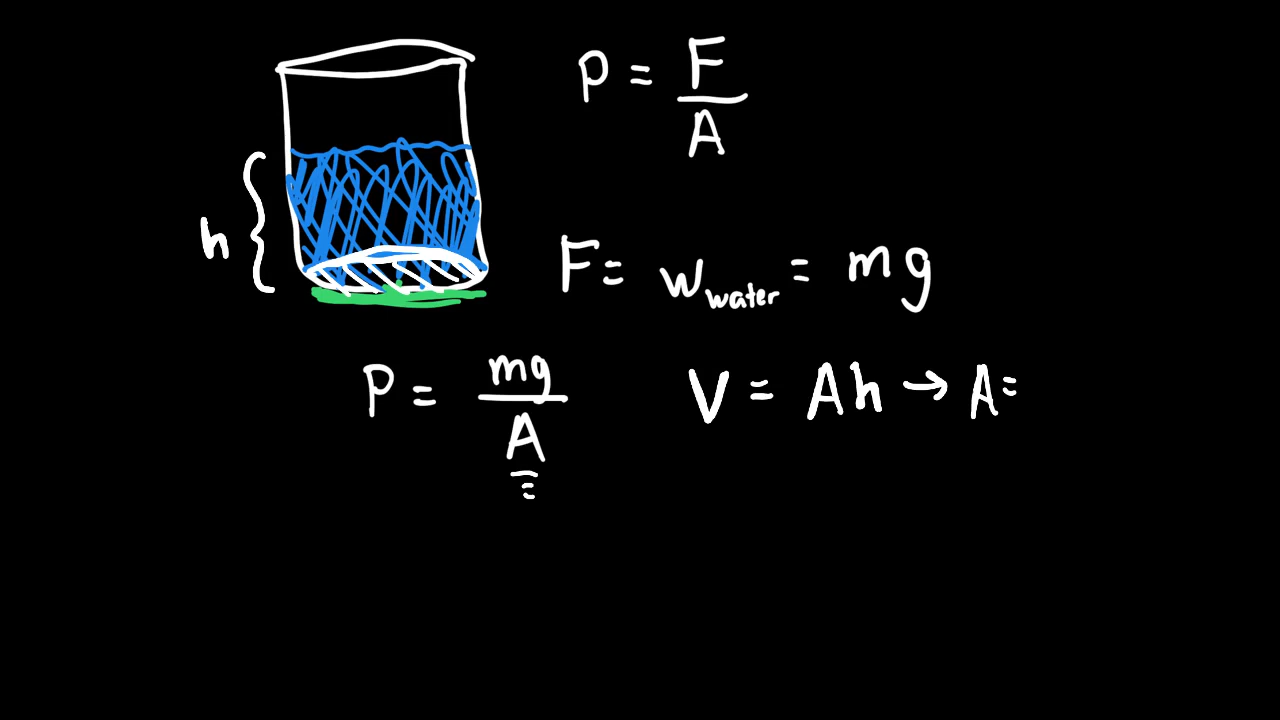 P = F/A
h
F = w_water = mg
P = mg/A
V = Ah → A =